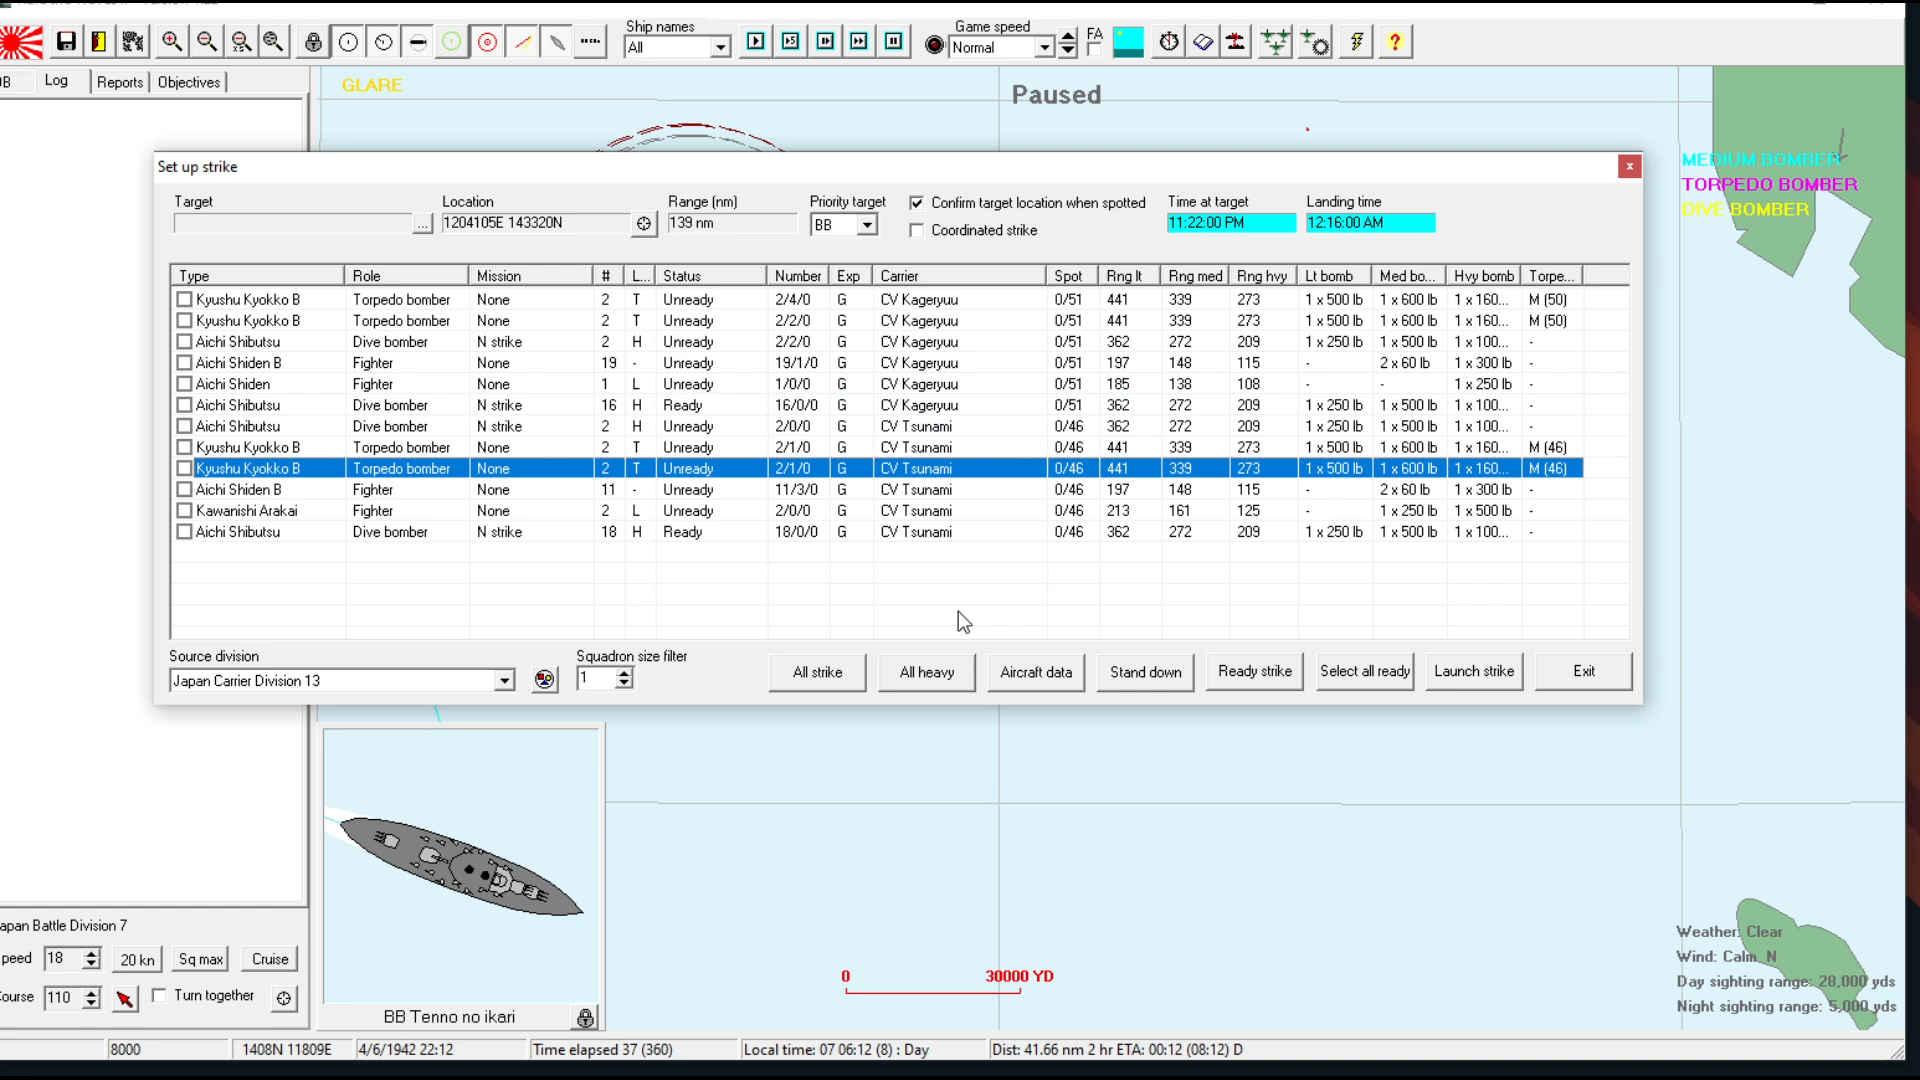 Ship names
All
Game speed
Normal
FA
Log
Reports
Objectives
GLARE
Paused
MEDIUM BOMBER
TORPEDO BOMBER
DIVE BOMBER
Set up strike
Target
Location
Range (nm)
Priority target
Confirm target location when spotted
Time at target
Landing time
...
1204105E 143320N
139 nm
BB
Coordinated strike
11:22:00 PM
12:16:00 AM
Type Role Mission # L... Status Number Exp Carrier Spot Rng lt Rng med Rng hvy Lt bomb Med bo... Hvy bomb Torpe...
Kyushu Kyokko B Torpedo bomber None 2 T Unready 2/4/0 G CV Kageryuu 0/51 441 339 273 1 x 500 lb 1 x 600 lb 1 x 160... M (50)
Kyushu Kyokko B Torpedo bomber None 2 T Unready 2/2/0 G CV Kageryuu 0/51 441 339 273 1 x 500 lb 1 x 600 lb 1 x 160... M (50)
Aichi Shibutsu Dive bomber N strike 2 H Unready 2/2/0 G CV Kageryuu 0/51 362 272 209 1 x 250 lb 1 x 500 lb 1 x 100... -
Aichi Shiden B Fighter None 19 - Unready 19/1/0 G CV Kageryuu 0/51 197 148 115 - 2 x 60 lb 1 x 300 lb -
Aichi Shiden Fighter None 1 L Unready 1/0/0 G CV Kageryuu 0/51 185 138 108 - - 1 x 250 lb -
Aichi Shibutsu Dive bomber N strike 16 H Ready 16/0/0 G CV Kageryuu 0/51 362 272 209 1 x 250 lb 1 x 500 lb 1 x 100... -
Aichi Shibutsu Dive bomber N strike 2 H Unready 2/0/0 G CV Tsunami 0/46 362 272 209 1 x 250 lb 1 x 500 lb 1 x 100... -
Kyushu Kyokko B Torpedo bomber None 2 T Unready 2/1/0 G CV Tsunami 0/46 441 339 273 1 x 500 lb 1 x 600 lb 1 x 160... M (46)
Kyushu Kyokko B Torpedo bomber None 2 T Unready 2/1/0 G CV Tsunami 0/46 441 339 273 1 x 500 lb 1 x 600 lb 1 x 160... M (46)
Aichi Shiden B Fighter None 11 - Unready 11/3/0 G CV Tsunami 0/46 197 148 115 - 2 x 60 lb 1 x 300 lb -
Kawanishi Arakai Fighter None 2 L Unready 2/0/0 G CV Tsunami 0/46 213 161 125 - 1 x 250 lb 1 x 500 lb -
Aichi Shibutsu Dive bomber N strike 18 H Ready 18/0/0 G CV Tsunami 0/46 362 272 209 1 x 250 lb 1 x 500 lb 1 x 100... -
Source division
Japan Carrier Division 13
Squadron size filter
1
All strike
All heavy
Aircraft data
Stand down
Ready strike
Select all ready
Launch strike
Exit
apan Battle Division 7
peed 18 20 kn Sq max Cruise
ourse 110 Turn together
BB Tenno no ikari
0 30000 YD
Weather: Clear
Wind: Calm N
Day sighting range: 28,000 yds
Night sighting range: 5,000 yds
8000 1408N 11809E 4/6/1942 22:12 Time elapsed 37 (360) Local time: 07 06:12 (8) : Day Dist: 41.66 nm 2 hr ETA: 00:12 (08:12) D